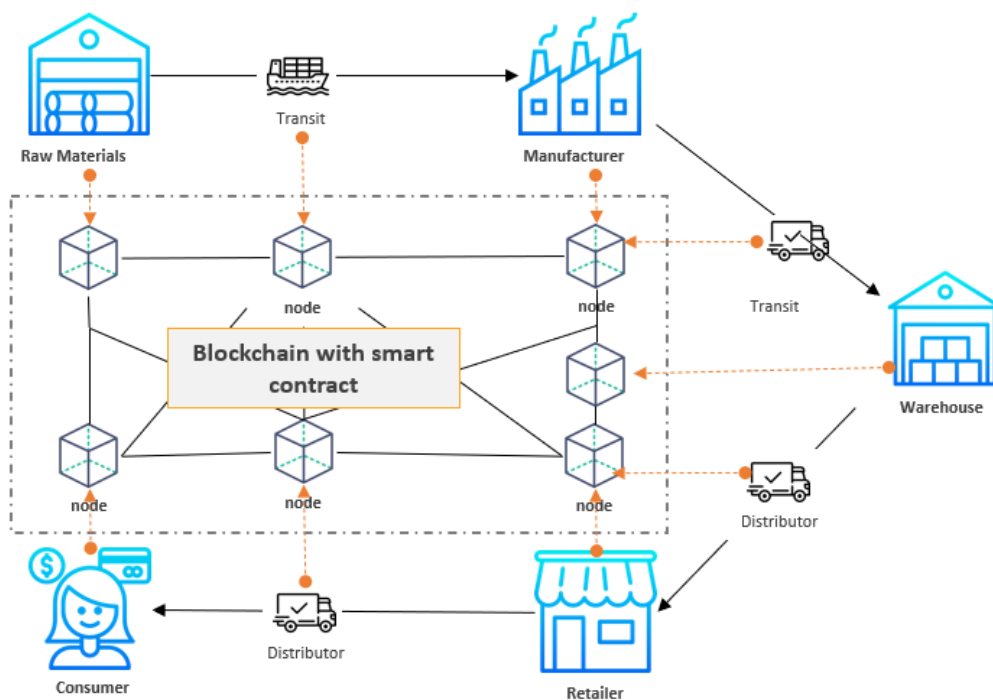 Transit
Raw Materials
Manufacturer
node
node
Transit
Blockchain with smart
contract
Warehouse
node
node
node
Distributor
$
Distributor
Consumer
Retailer